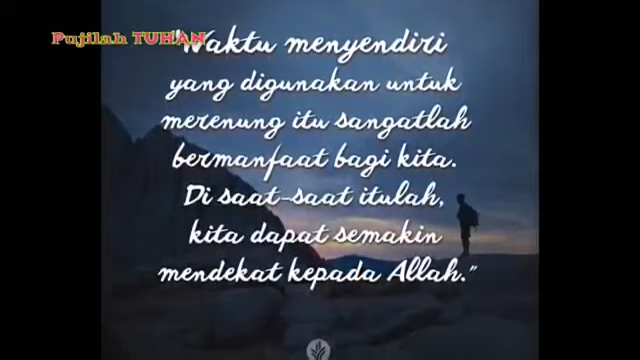 Pujilah TUHAN
"Waktu menyendiri
yang digunakan untuk
merenung itu sangatlah
bermanfaat bagi kita.
Di saat-saat itulah,
kita dapat semakin
mendekat kepada Allah."